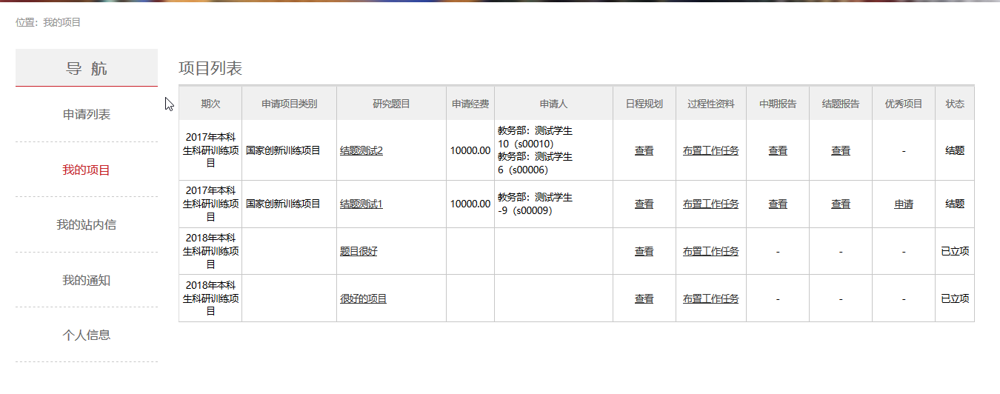 位置：我的项目
导 航
申请列表
我的项目
我的站内信
我的通知
个人信息
项目列表
期次 申请项目类别 研究题目 申请经费 申请人 日程规划 过程性资料 中期报告 结题报告 优秀项目 状态
2017年本科
生科研训练项
目
国家创新训练项目
结题测试2
10000.00
教务部：测试学生
10（s00010）
教务部：测试学生
6（s00006）
查看 布置工作任务 查看 查看 - 结题
2017年本科
生科研训练项
目
国家创新训练项目
结题测试1
10000.00
教务部：测试学生
-9（s00009）
查看 布置工作任务 查看 查看 申请 结题
2018年本科
生科研训练项
目
题目很好
查看 布置工作任务 - - - 已立项
2018年本科
生科研训练项
目
很好的项目
查看 布置工作任务 - - - 已立项